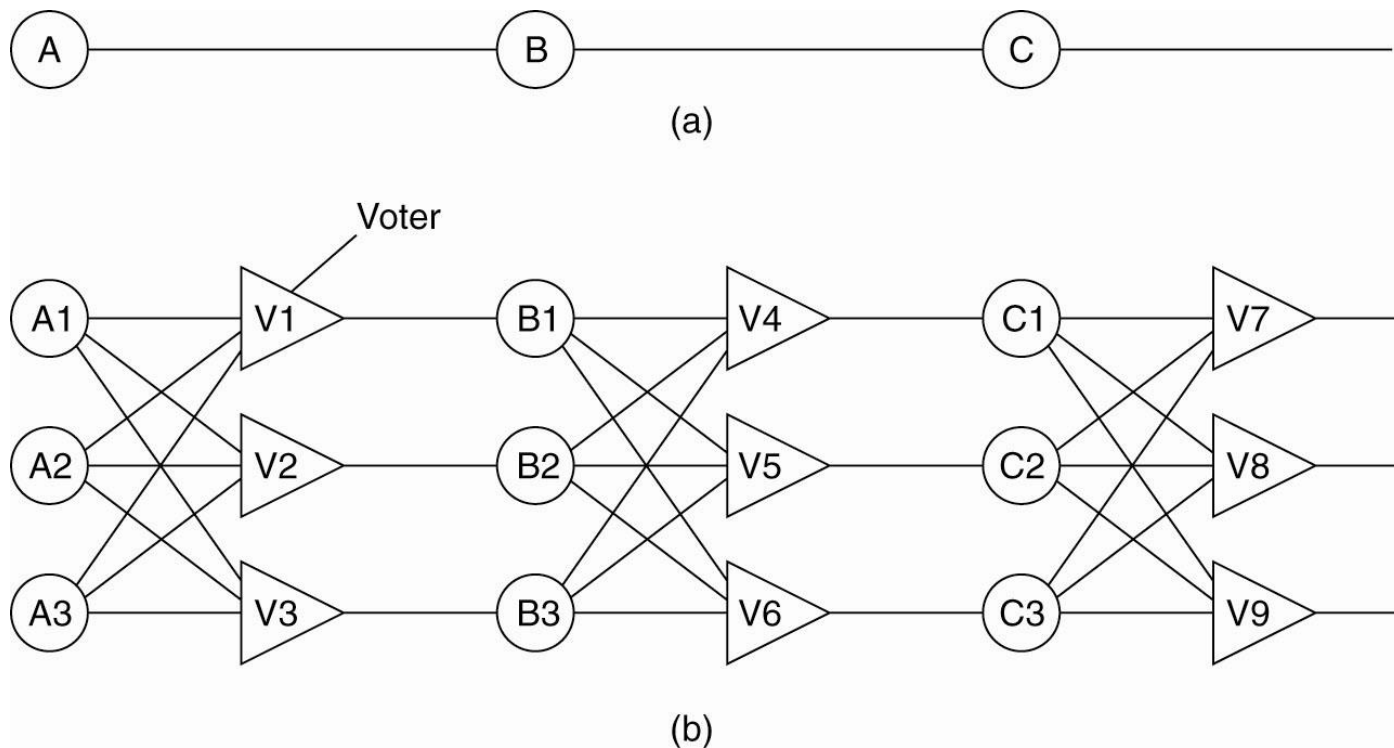 A B C
(a)
Voter
A1 V1 B1 V4 C1 V7
A2 V2 B2 V5 C2 V8
A3 V3 B3 V6 C3 V9
(b)